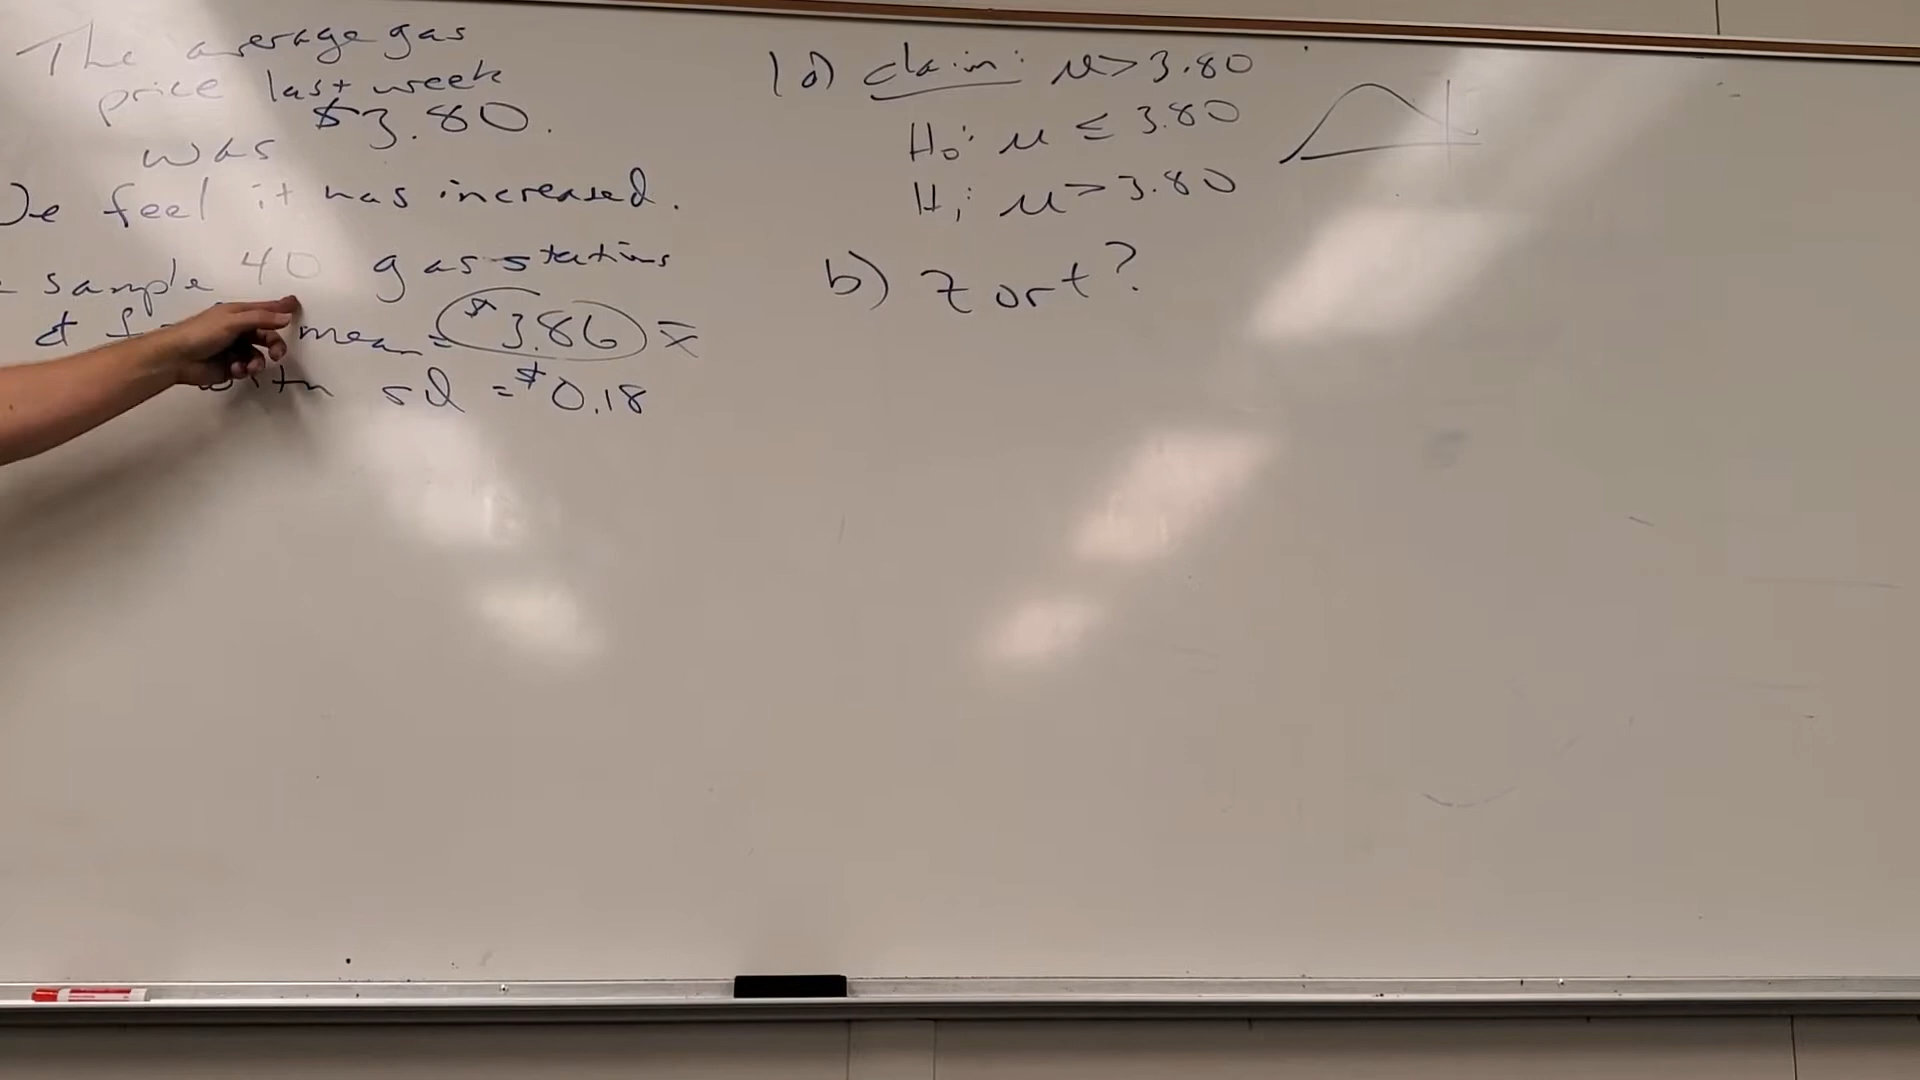 The average gas
price last week
was $3.80.
We feel it has increased.
sample 40 gas stations
mean = $3.86 = x̄
with sd = $0.18
1a) claim: μ > 3.80
H₀: μ ≤ 3.80
H₁: μ > 3.80
b) z or t?